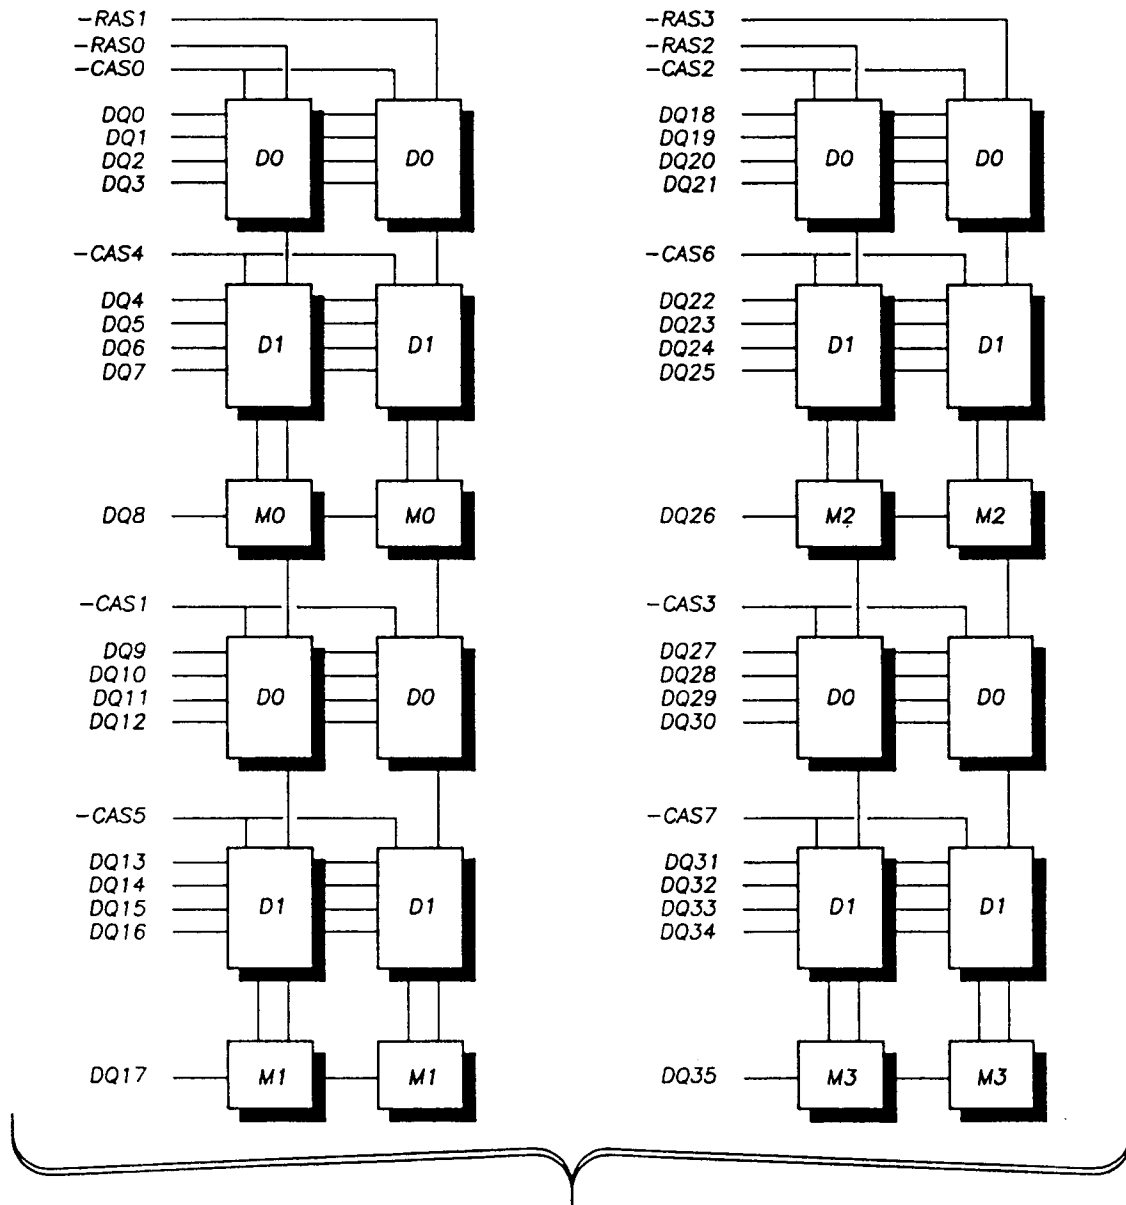 -RAS1
-RAS0
-CAS0
DQ0
DQ1
DQ2
DQ3
D0 D0
-CAS4
DQ4
DQ5
DQ6
DQ7
D1 D1
DQ8 M0 M0
-CAS1
DQ9
DQ10
DQ11
DQ12
D0 D0
-CAS5
DQ13
DQ14
DQ15
DQ16
D1 D1
DQ17 M1 M1
-RAS3
-RAS2
-CAS2
DQ18
DQ19
DQ20
DQ21
D0 D0
-CAS6
DQ22
DQ23
DQ24
DQ25
D1 D1
DQ26 M2 M2
-CAS3
DQ27
DQ28
DQ29
DQ30
D0 D0
-CAS7
DQ31
DQ32
DQ33
DQ34
D1 D1
DQ35 M3 M3